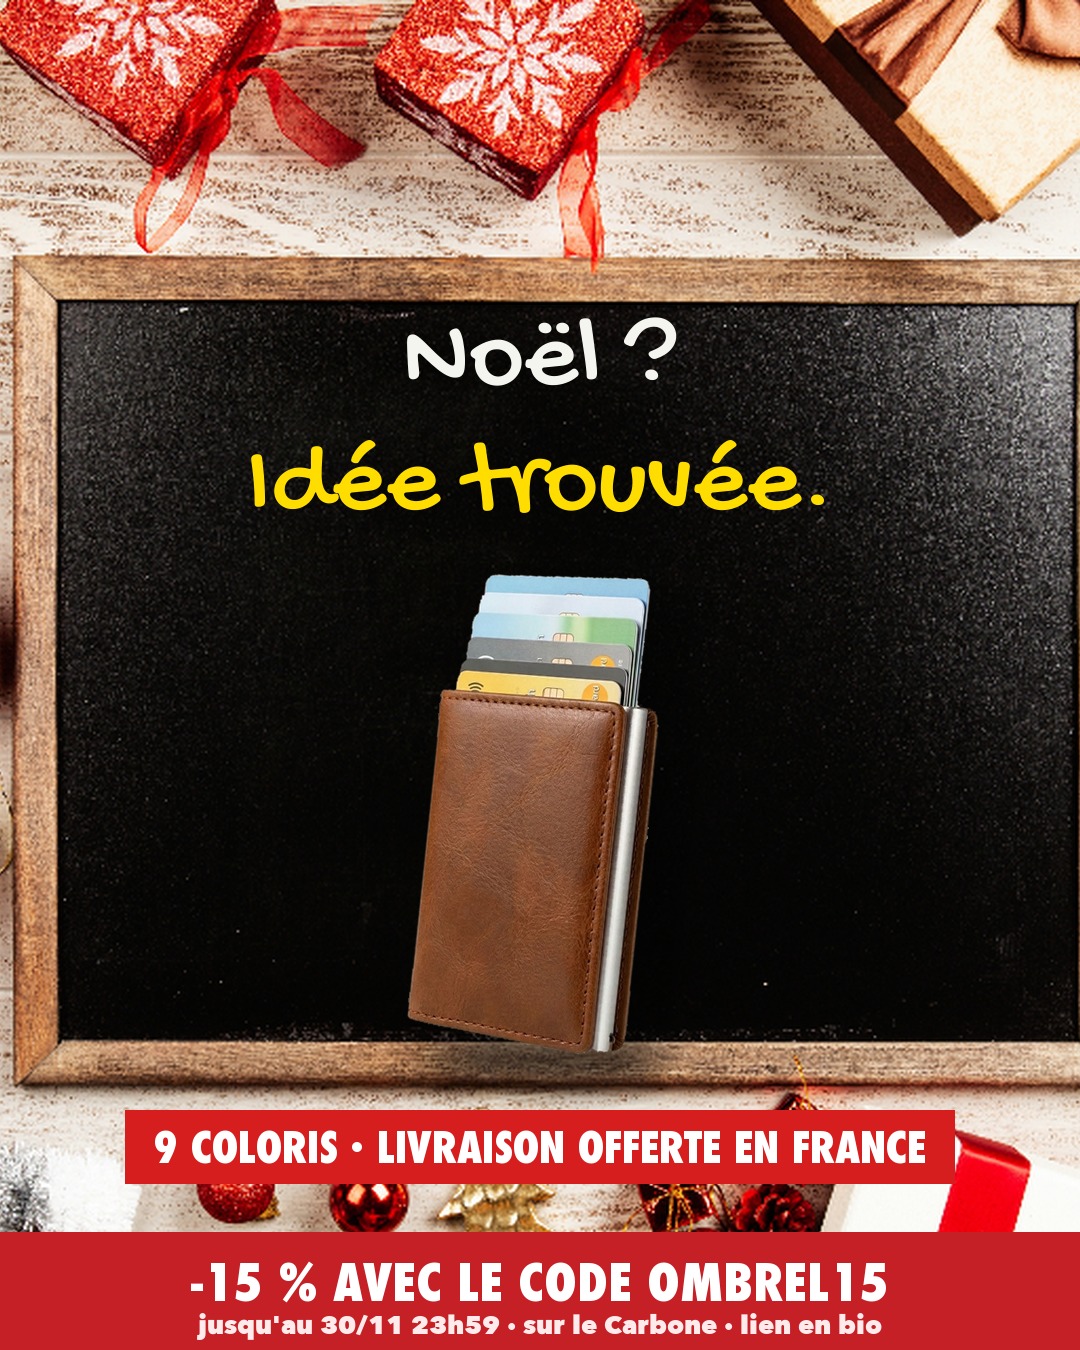 Noël ?
Idée trouvée.
9 COLORIS · LIVRAISON OFFERTE EN FRANCE
-15 % AVEC LE CODE OMBREL15
jusqu'au 30/11 23h59 · sur le Carbone · lien en bio